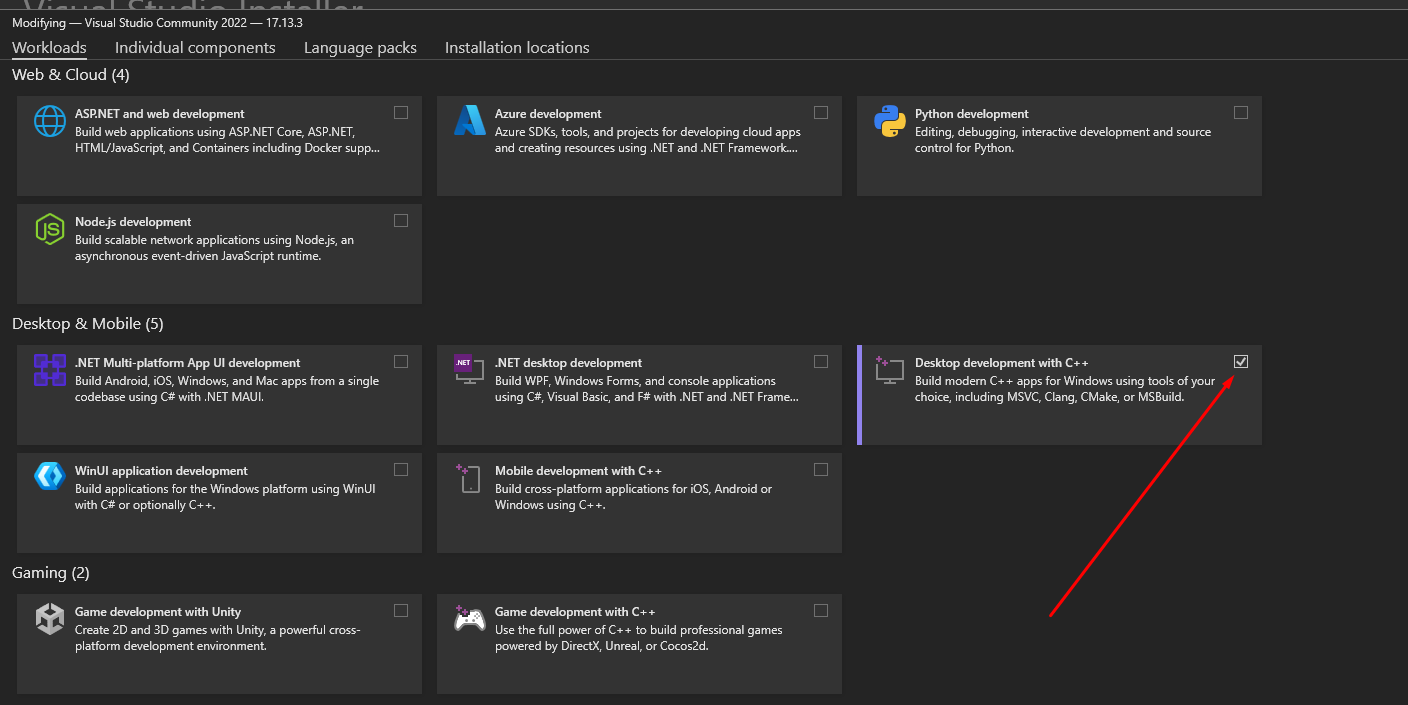 Visual Studio Installer
Modifying — Visual Studio Community 2022 — 17.13.3
Workloads Individual components Language packs Installation locations
Web & Cloud (4)
ASP.NET and web development
Build web applications using ASP.NET Core, ASP.NET,
HTML/JavaScript, and Containers including Docker supp...
Azure development
Azure SDKs, tools, and projects for developing cloud apps
and creating resources using .NET and .NET Framework....
Python development
Editing, debugging, interactive development and source
control for Python.
JS
Node.js development
Build scalable network applications using Node.js, an
asynchronous event-driven JavaScript runtime.
Desktop & Mobile (5)
.NET Multi-platform App UI development
Build Android, iOS, Windows, and Mac apps from a single
codebase using C# with .NET MAUI.
.NET
.NET desktop development
Build WPF, Windows Forms, and console applications
using C#, Visual Basic, and F# with .NET and .NET Frame...
Desktop development with C++
Build modern C++ apps for Windows using tools of your
choice, including MSVC, Clang, CMake, or MSBuild.
WinUI application development
Build applications for the Windows platform using WinUI
with C# or optionally C++.
Mobile development with C++
Build cross-platform applications for iOS, Android or
Windows using C++.
Gaming (2)
Game development with Unity
Create 2D and 3D games with Unity, a powerful cross-
platform development environment.
Game development with C++
Use the full power of C++ to build professional games
powered by DirectX, Unreal, or Cocos2d.